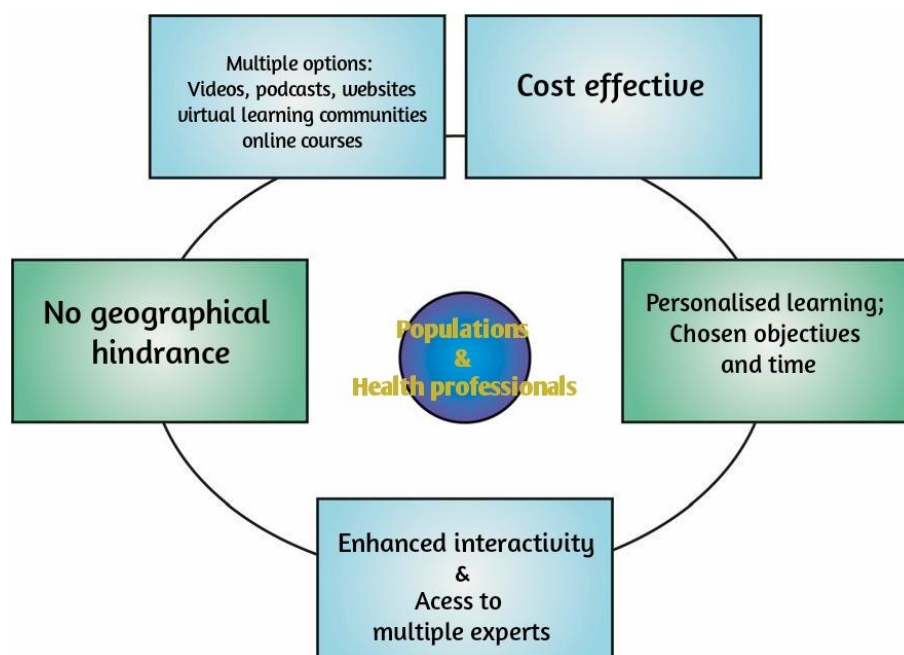 Multiple options:
Videos, podcasts, websites
virtual learning communities
online courses
Cost effective
No geographical
hindrance
Populations
&
Health professionals
Personalised learning;
Chosen objectives
and time
Enhanced interactivity
&
Acess to
multiple experts